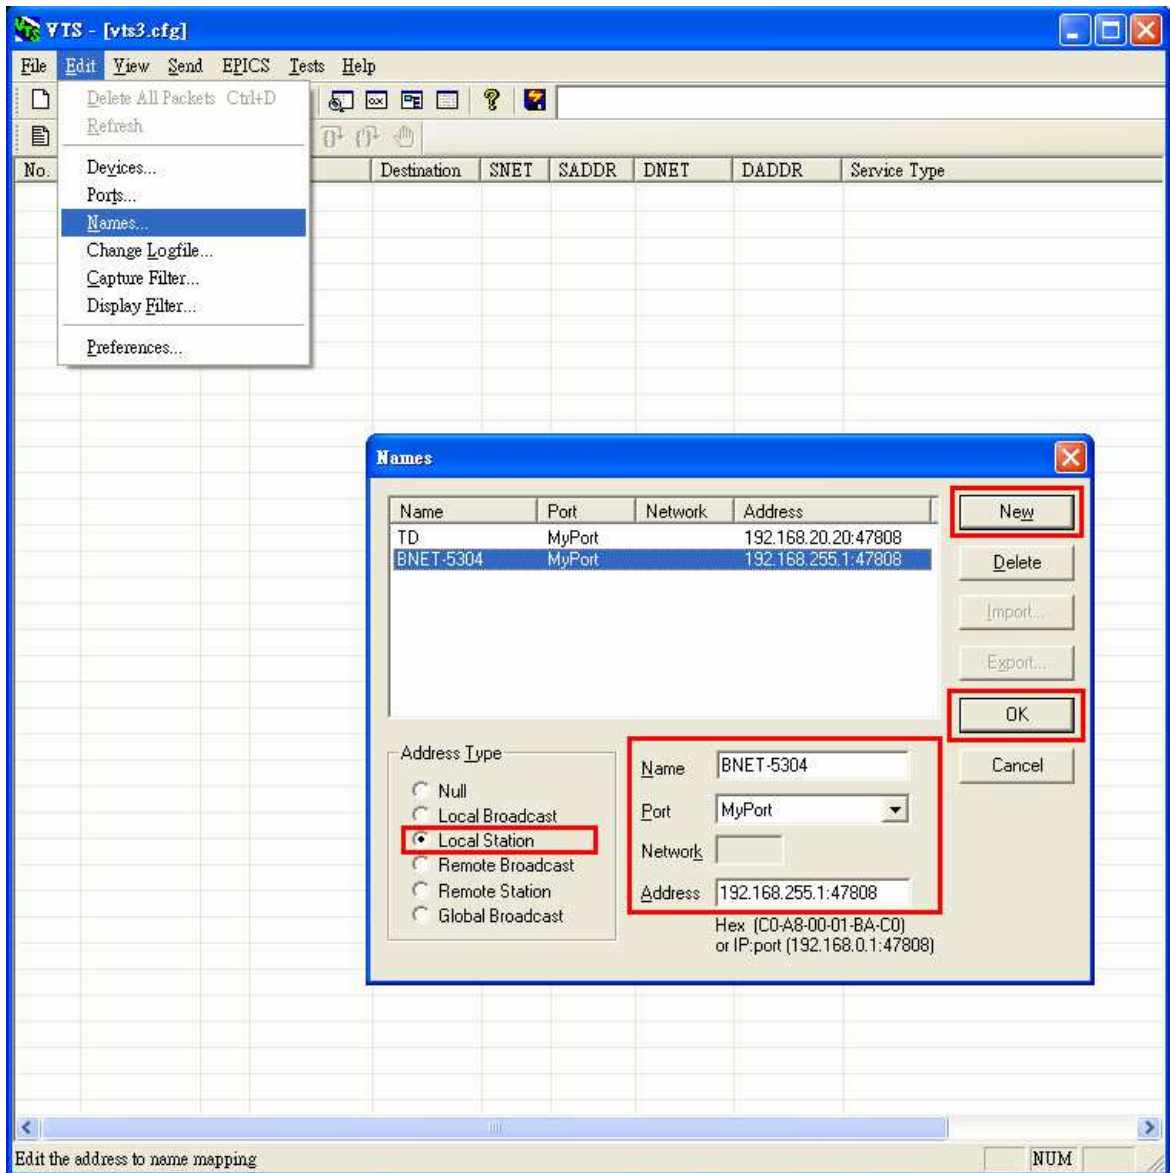 VTS - [vts3.cfg]
File Edit View Send EPICS Tests Help
Delete All Packets Ctrl+D
Refresh
No. Destination SNET SADDR DNET DADDR Service Type
Devices...
Ports...
Names...
Change Logfile...
Capture Filter...
Display Filter...
Preferences...
Names
Name Port Network Address
TD MyPort 192.168.20.20:47808
BNET-5304 MyPort 192.168.255.1:47808
New
Delete
Import...
Export...
OK
Cancel
Address Type
Null
Local Broadcast
Local Station
Remote Broadcast
Remote Station
Global Broadcast
Name BNET-5304
Port MyPort
Network
Address 192.168.255.1:47808
Hex (C0-A8-00-01-BA-C0)
or IP:port (192.168.0.1:47808)
Edit the address to name mapping NUM